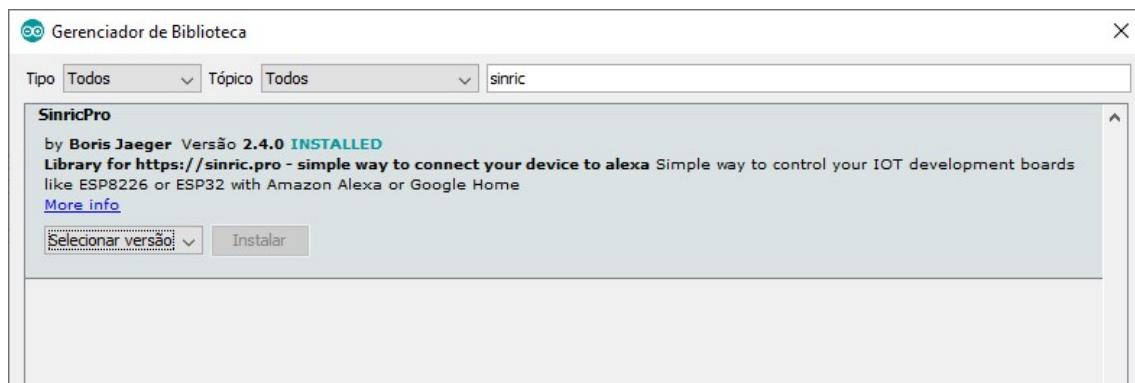 Gerenciador de Biblioteca
Tipo Todos Tópico Todos sinric
SinricPro
by Boris Jaeger Versão 2.4.0 INSTALLED
Library for https://sinric.pro - simple way to connect your device to alexa Simple way to control your IOT development boards
like ESP8226 or ESP32 with Amazon Alexa or Google Home
More info
Selecionar versão Instalar